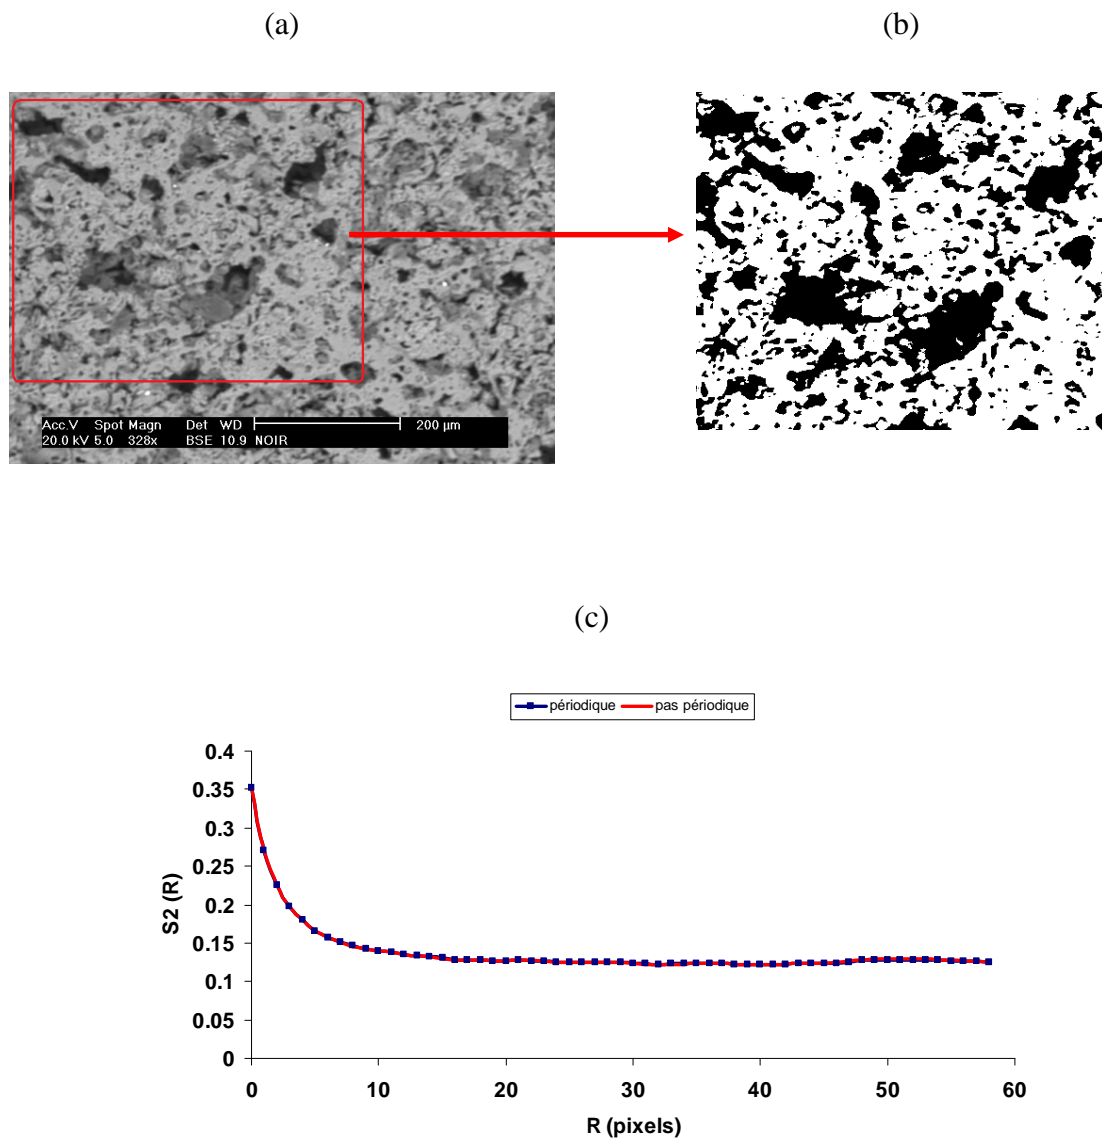 (a)
(b)
Acc.V Spot Magn Det WD 200 µm
20.0 kV 5.0 328x BSE 10.9 NOIR
(c)
périodique pas périodique
0.4
0.35
0.3
0.25
0.2
0.15
0.1
0.05
0
S2 (R)
0 10 20 30 40 50 60
R (pixels)